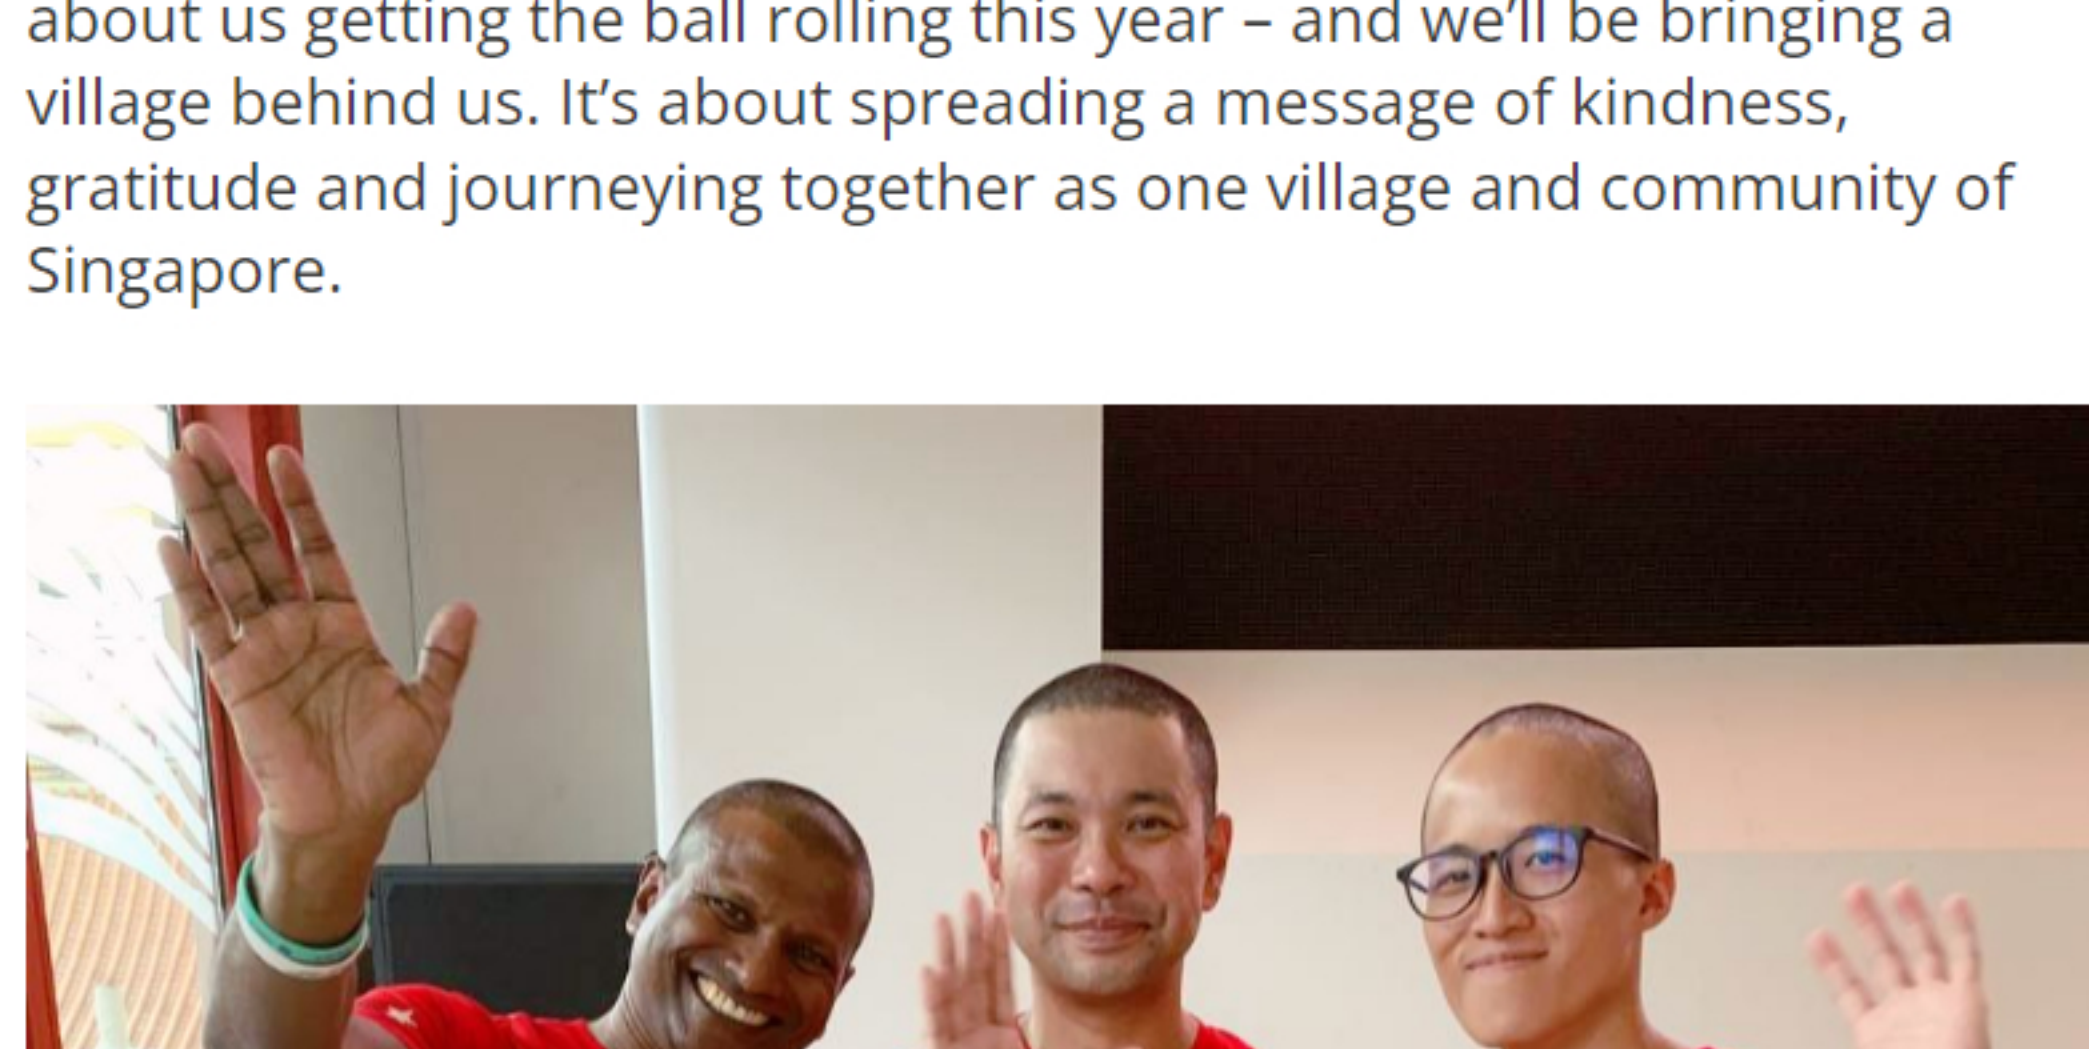 about us getting the ball rolling this year – and we’ll be bringing a
village behind us. It’s about spreading a message of kindness,
gratitude and journeying together as one village and community of
Singapore.